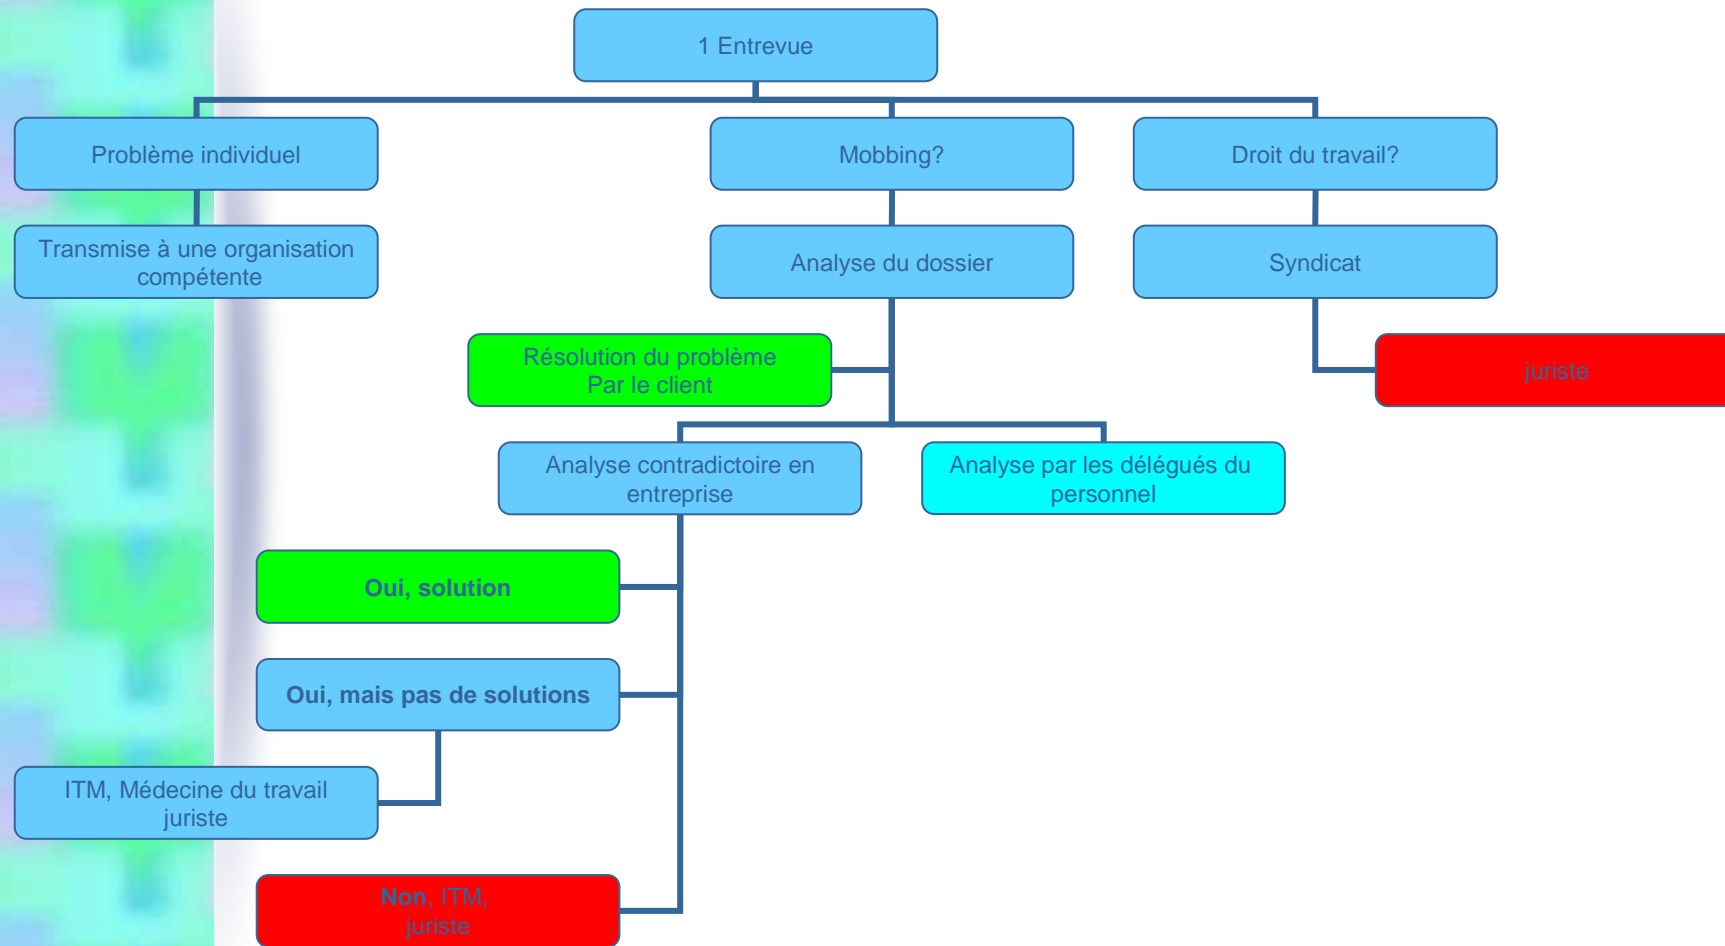 1 Entrevue
Problème individuel
Mobbing?
Droit du travail?
Transmise à une organisation
compétente
Analyse du dossier
Syndicat
Résolution du problème
Par le client
juriste
Analyse contradictoire en
entreprise
Analyse par les délégués du
personnel
Oui, solution
Oui, mais pas de solutions
ITM, Médecine du travail
juriste
Non, ITM,
juriste